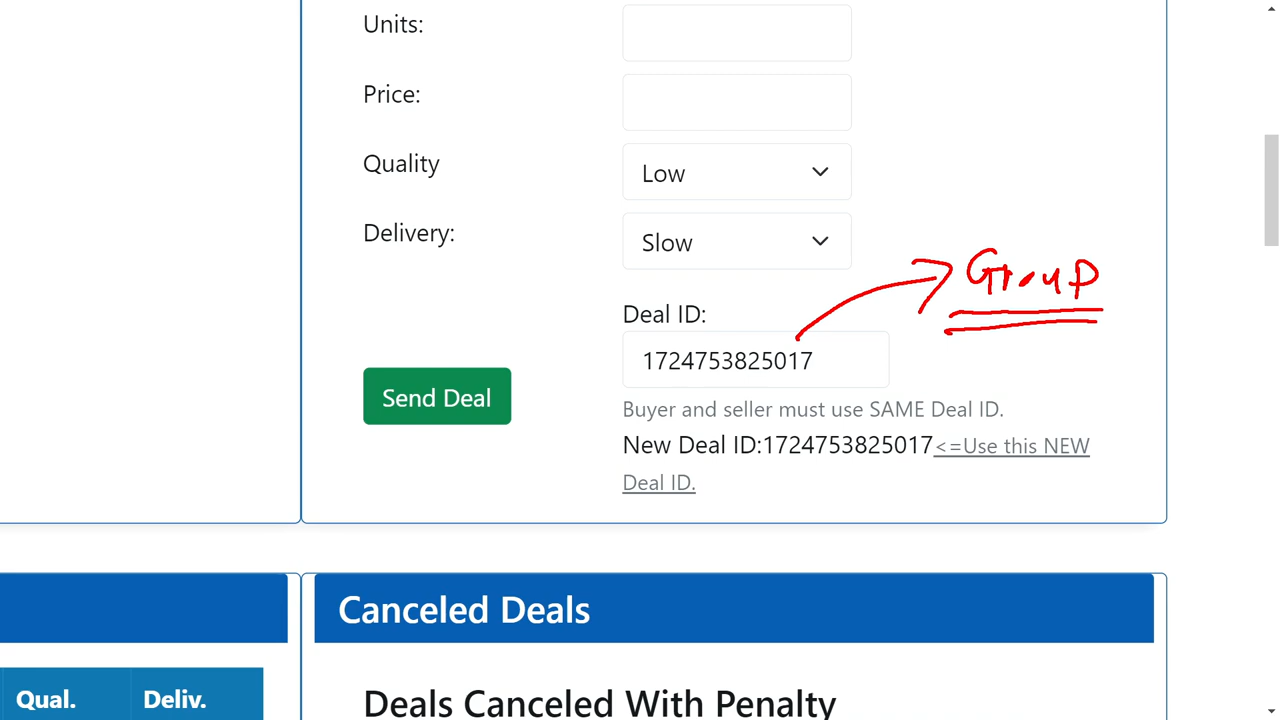 Units:
Price:
Quality
Low
Delivery:
Slow
Group
Deal ID:
1724753825017
Send Deal
Buyer and seller must use SAME Deal ID.
New Deal ID:1724753825017<=Use this NEW
Deal ID.
Canceled Deals
Qual. Deliv.
Deals Canceled With Penalty